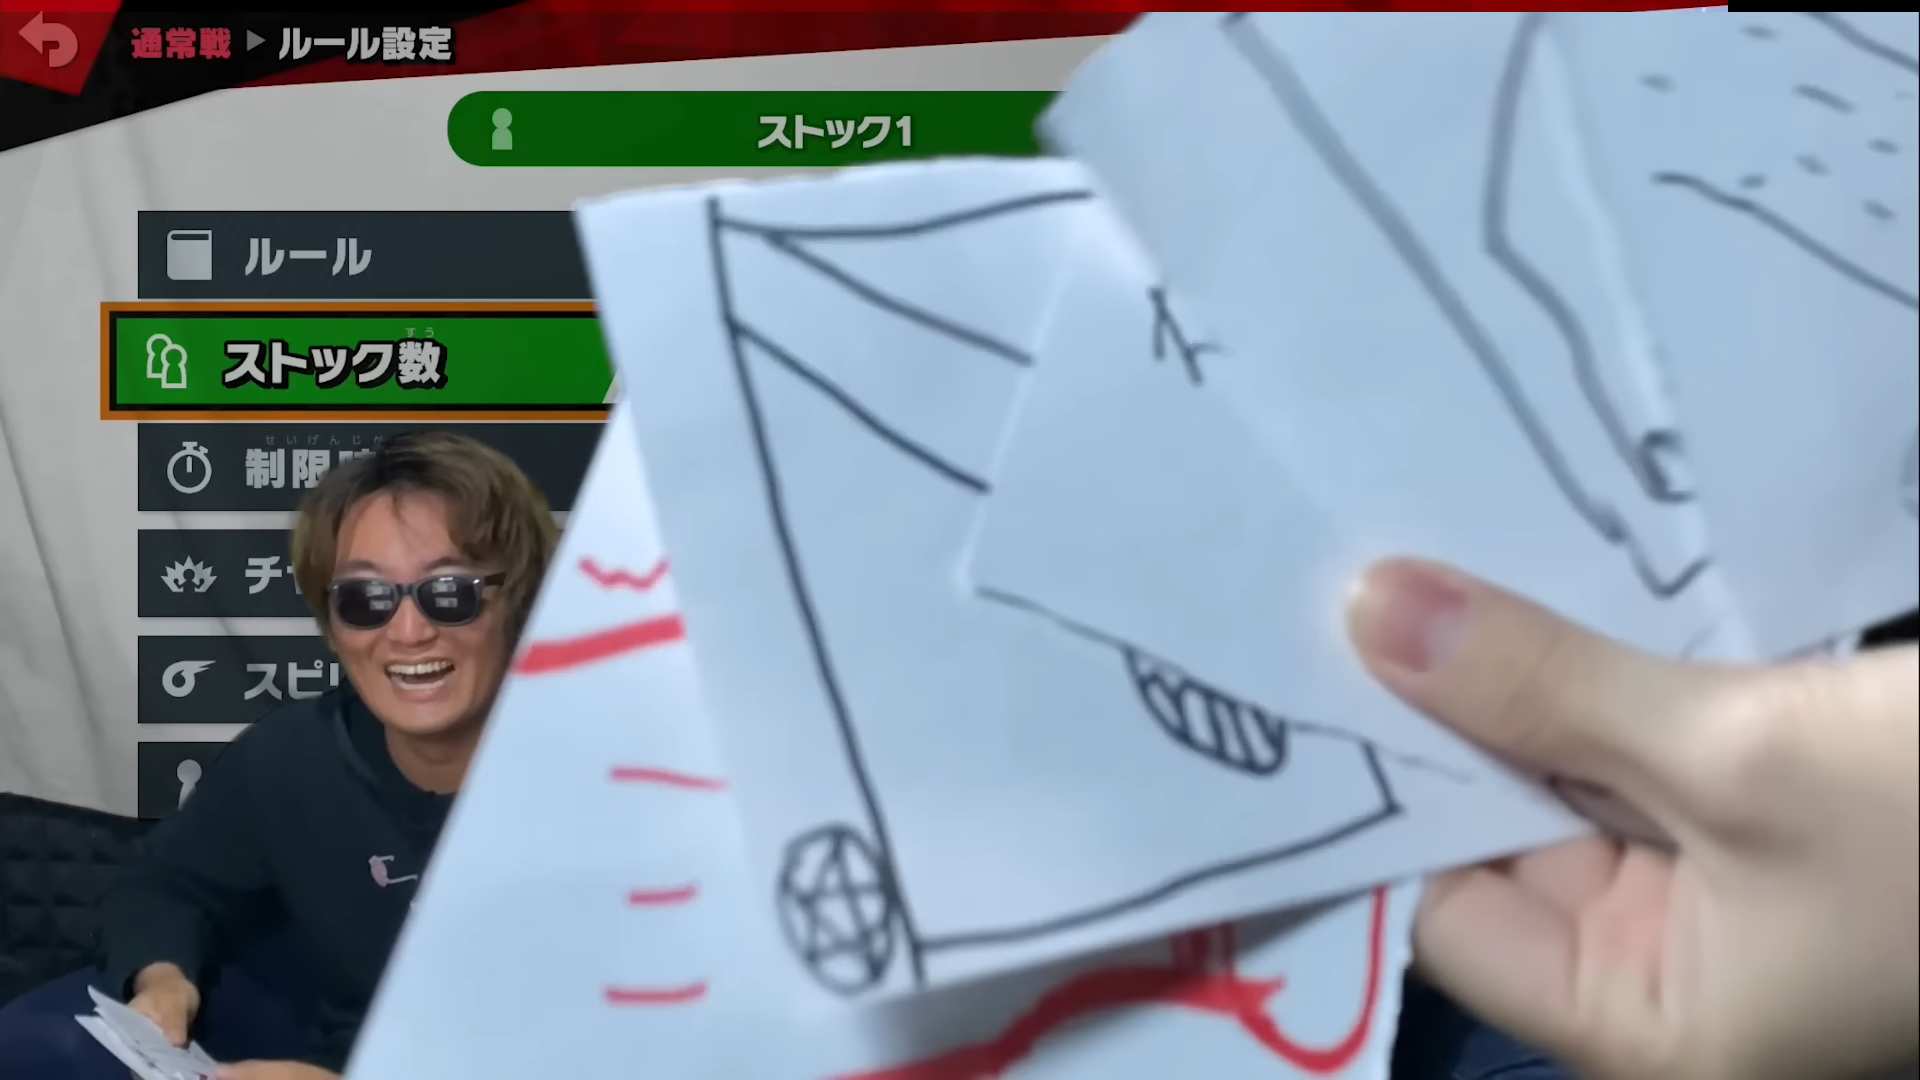 通常戦 ▶ ルール設定
ストック1
ルール
すう
ストック数
せいげんじか
制限
チャ
スピリ